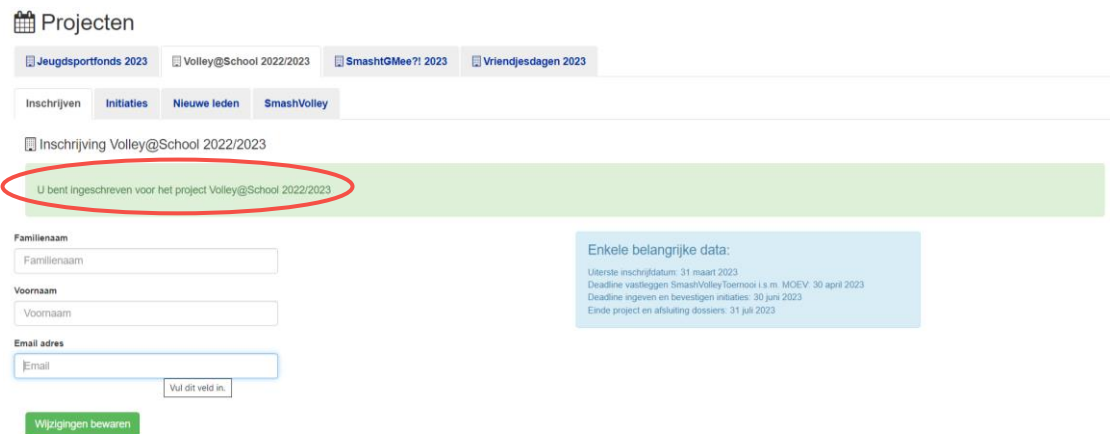 Projecten
Jeugdsportfonds 2023 Volley@School 2022/2023 SmashtGMee?! 2023 Vriendjesdagen 2023
Inschrijven Initiaties Nieuwe leden SmashVolley
Inschrijving Volley@School 2022/2023
U bent ingeschreven voor het project Volley@School 2022/2023
Familienaam
Familienaam
Voornaam
Voornaam
Email adres
Email
Vul dit veld in.
Wijzigingen bewaren
Enkele belangrijke data:
Uiterste inschrijfdatum: 31 maart 2023
Deadline vastleggen SmashVolleyToernooi i.s.m. MOEV: 30 april 2023
Deadline ingeven en bevestigen initiaties: 30 juni 2023
Einde project en afsluiting dossiers: 31 juli 2023